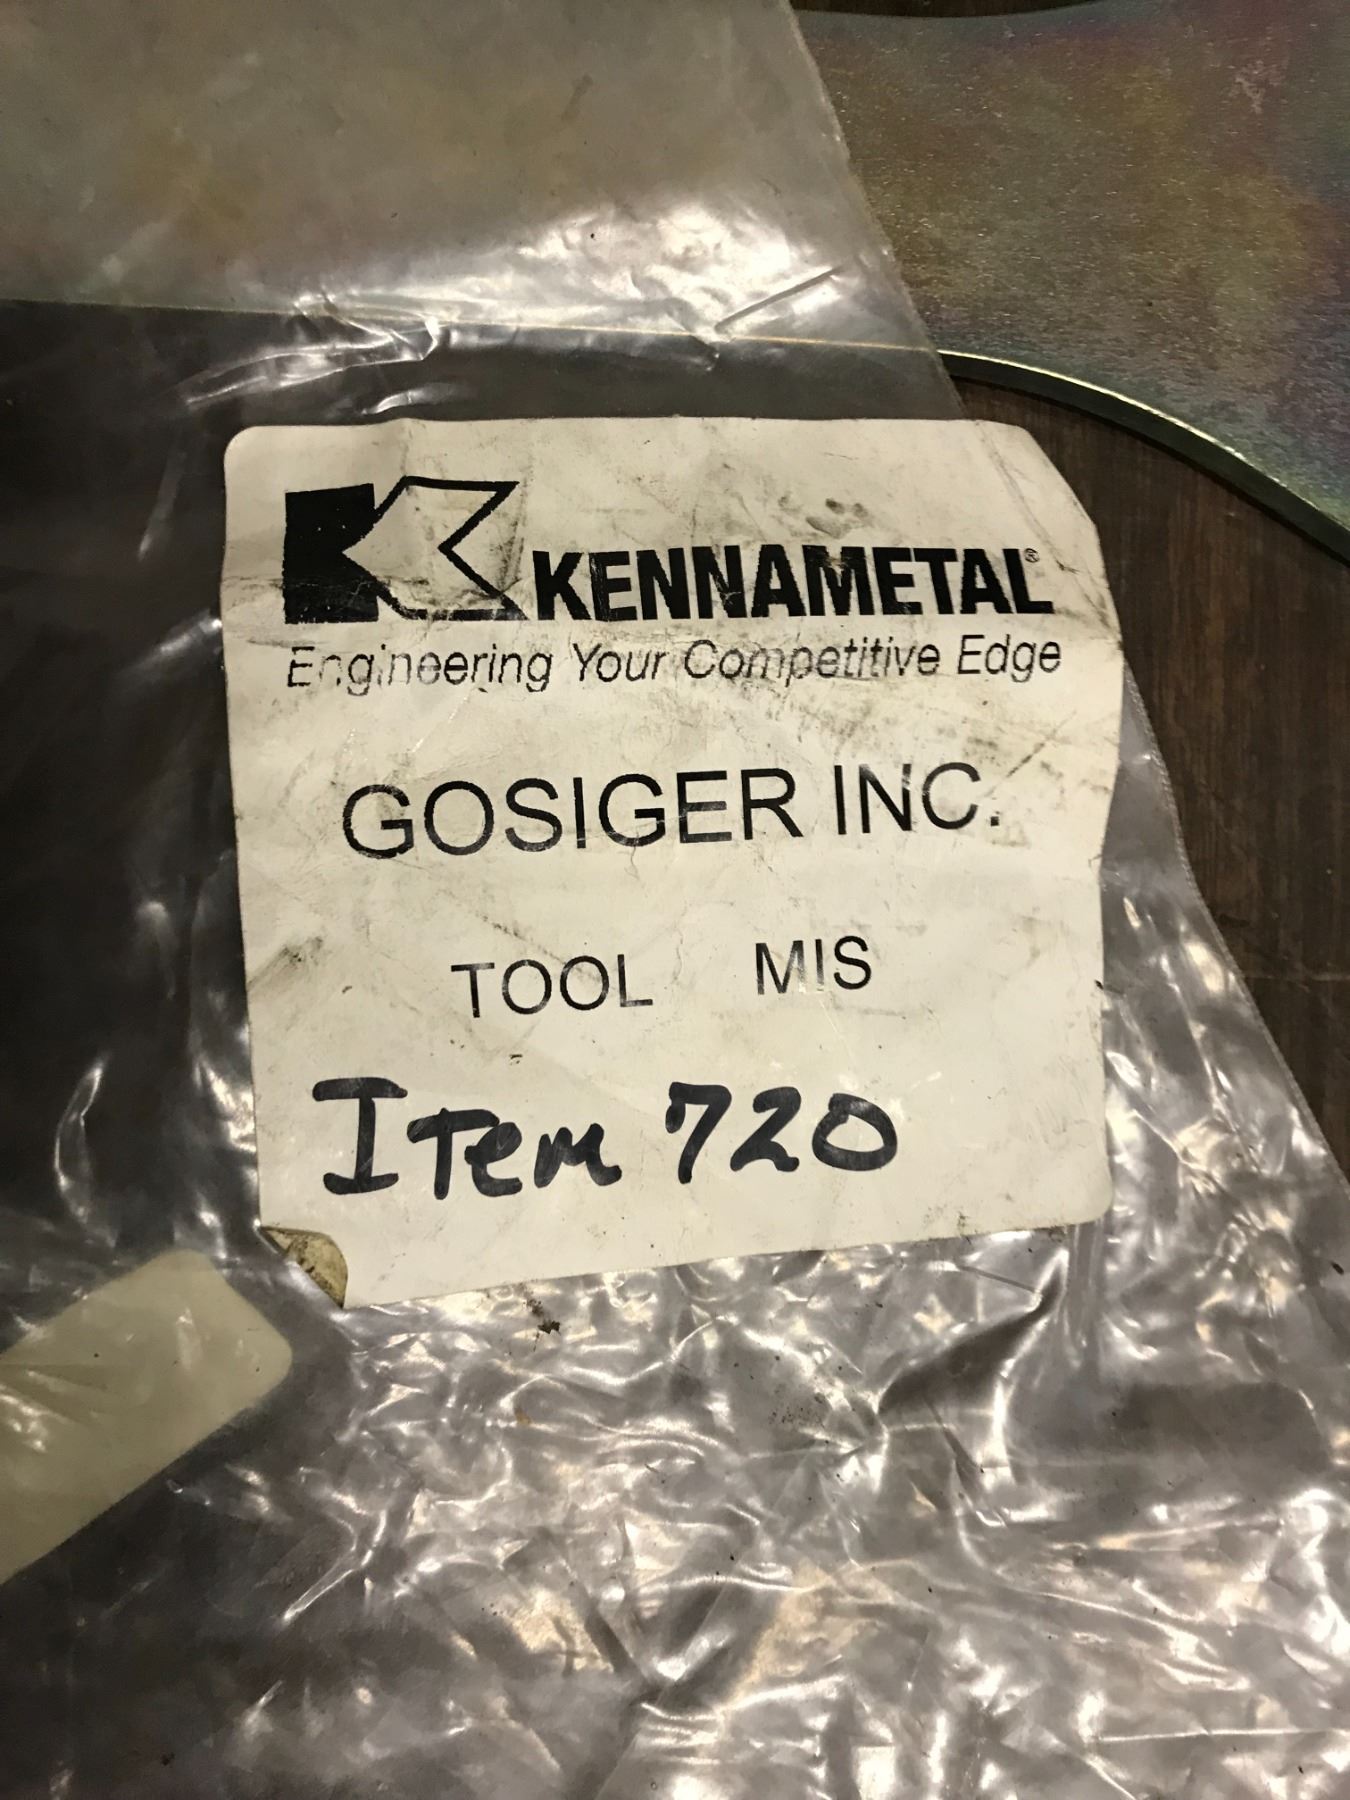 KENNAMETAL®
Engineering Your Competitive Edge
GOSIGER INC.
TOOL MIS
Item 720